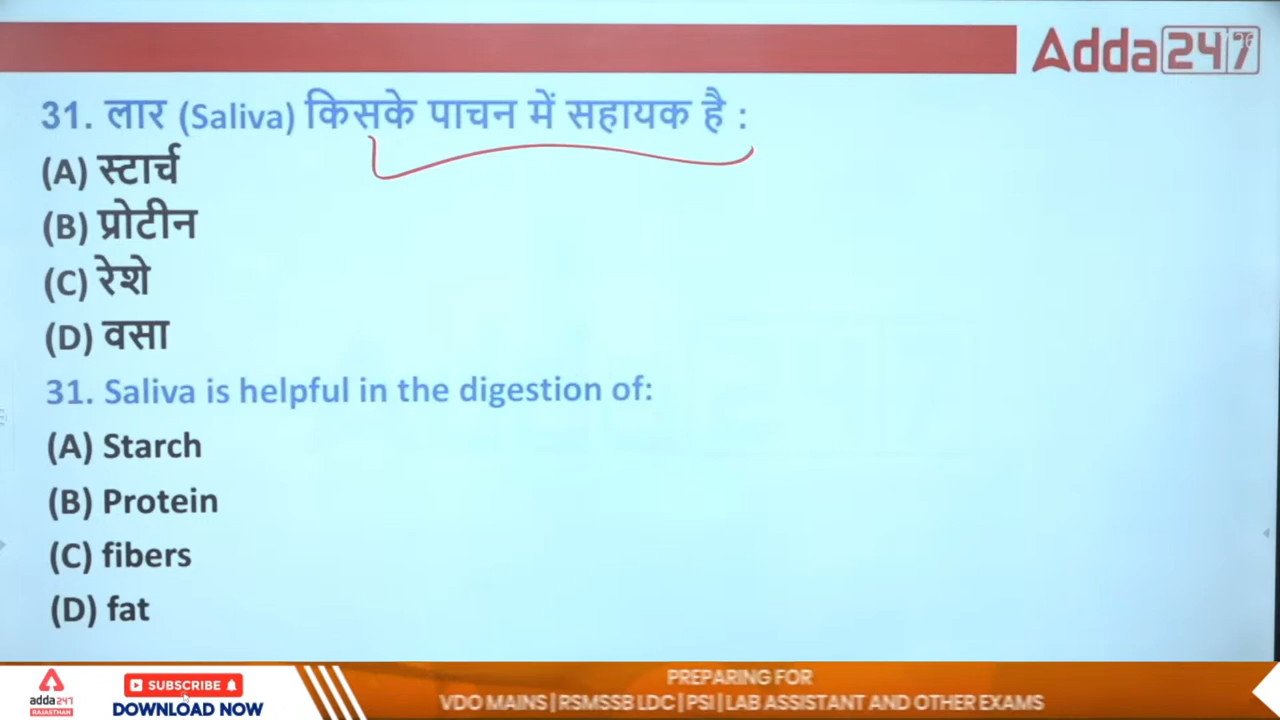 Adda247
31. लार (Saliva) किसके पाचन में सहायक है :
(A) स्टार्च
(B) प्रोटीन
(C) रेशे
(D) वसा
31. Saliva is helpful in the digestion of:
(A) Starch
(B) Protein
(C) fibers
(D) fat
adda247
RAJASTHAN
SUBSCRIBE
DOWNLOAD NOW
PREPARING FOR
VDO MAINS | RSMSSB LDC | PSI | LAB ASSISTANT AND OTHER EXAMS